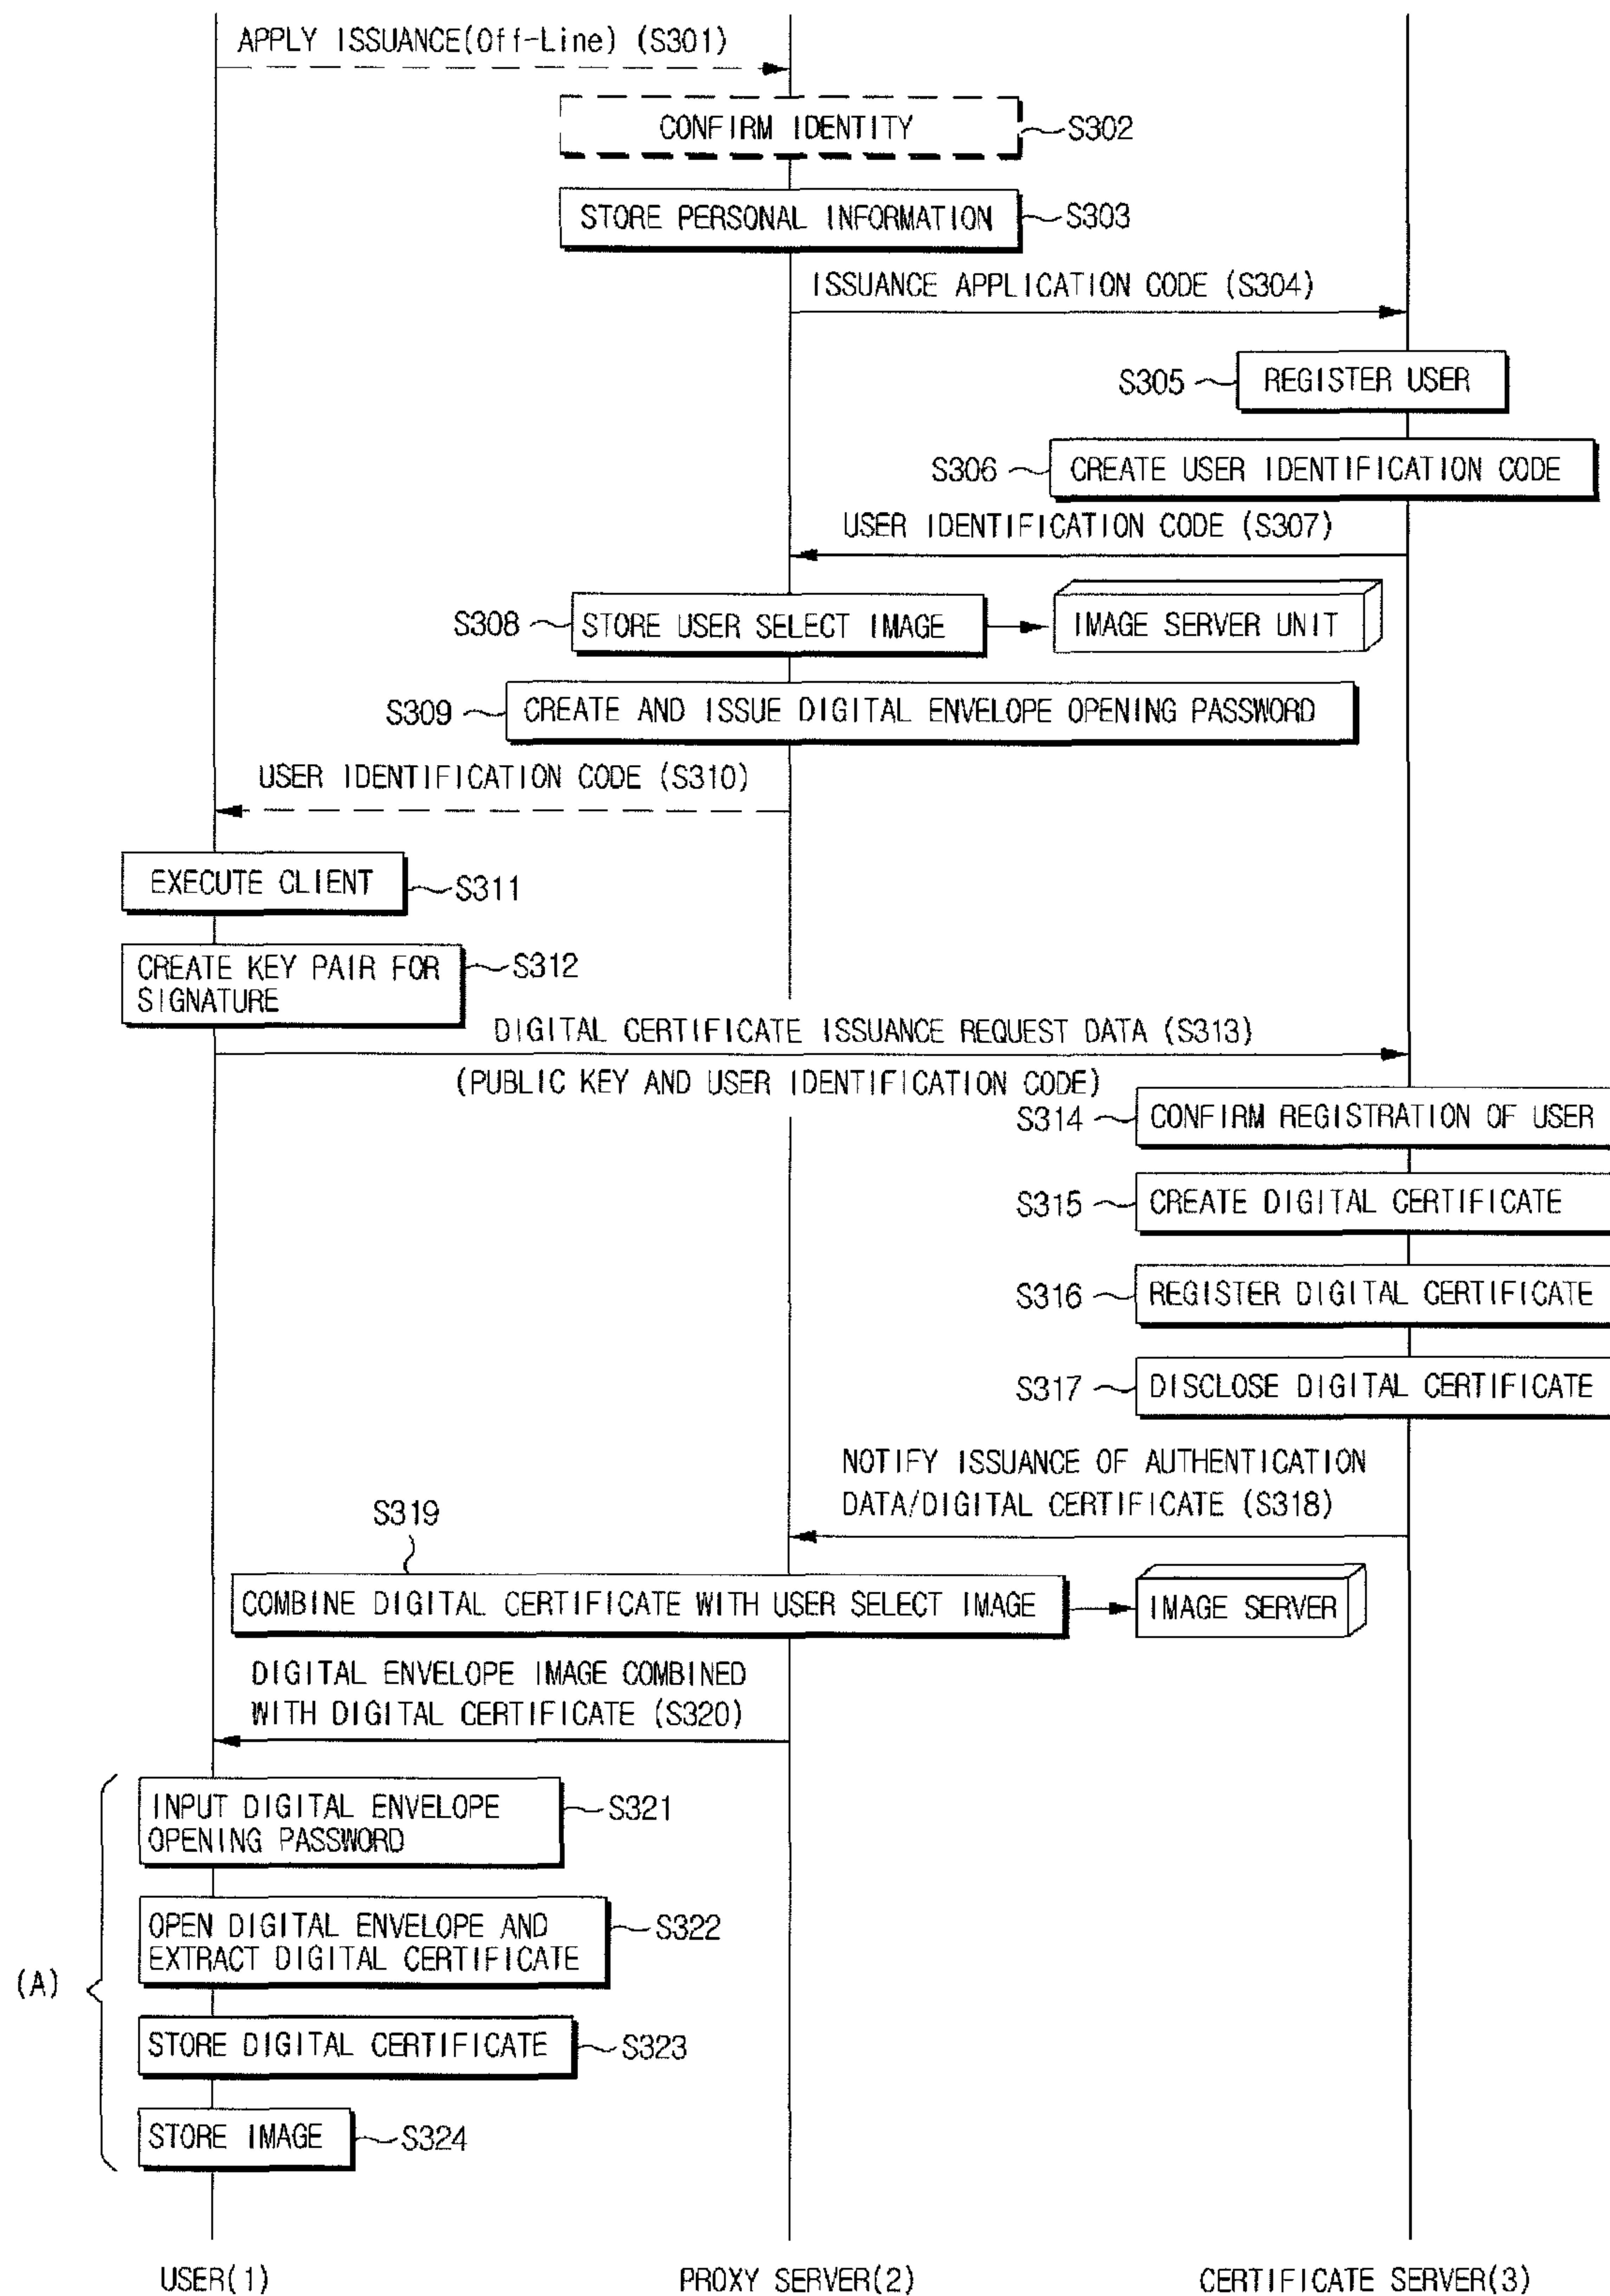 APPLY ISSUANCE(Off-Line) (S301)
CONFIRM IDENTITY
S302
STORE PERSONAL INFORMATION
S303
ISSUANCE APPLICATION CODE (S304)
S305
REGISTER USER
S306
CREATE USER IDENTIFICATION CODE
USER IDENTIFICATION CODE (S307)
S308
STORE USER SELECT IMAGE
IMAGE SERVER UNIT
S309
CREATE AND ISSUE DIGITAL ENVELOPE OPENING PASSWORD
USER IDENTIFICATION CODE (S310)
EXECUTE CLIENT
S311
CREATE KEY PAIR FOR
SIGNATURE
S312
DIGITAL CERTIFICATE ISSUANCE REQUEST DATA (S313)
(PUBLIC KEY AND USER IDENTIFICATION CODE)
S314
CONFIRM REGISTRATION OF USER
S315
CREATE DIGITAL CERTIFICATE
S316
REGISTER DIGITAL CERTIFICATE
S317
DISCLOSE DIGITAL CERTIFICATE
NOTIFY ISSUANCE OF AUTHENTICATION
DATA/DIGITAL CERTIFICATE (S318)
S319
COMBINE DIGITAL CERTIFICATE WITH USER SELECT IMAGE
IMAGE SERVER
DIGITAL ENVELOPE IMAGE COMBINED
WITH DIGITAL CERTIFICATE (S320)
INPUT DIGITAL ENVELOPE
OPENING PASSWORD
S321
OPEN DIGITAL ENVELOPE AND
EXTRACT DIGITAL CERTIFICATE
S322
(A)
STORE DIGITAL CERTIFICATE
S323
STORE IMAGE
S324
USER(1)
PROXY SERVER(2)
CERTIFICATE SERVER(3)